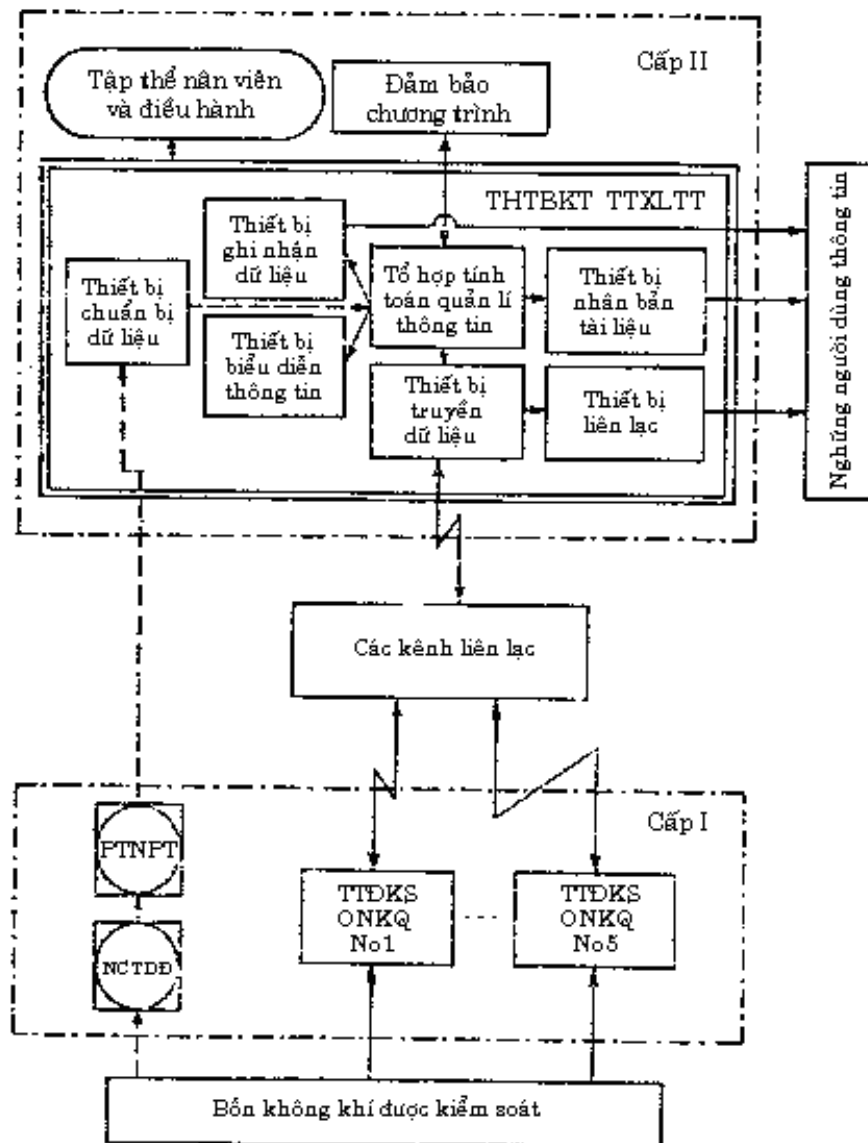 Cấp II
Tập thể nân viên
và điều hành
Đảm bảo
chương trình
THTBKT TTXLTT
Thiết bị
ghi nhận
dữ liệu
Thiết bị
chuẩn bị
dữ liệu
Tổ hợp tính
toán quản lí
thông tin
Thiết bị
nhân bản
tài liệu
Thiết bị
biểu diễn
thông tin
Thiết bị
truyền
dữ liệu
Thiết bị
liên lạc
Nghững người dùng thông tin
Các kênh liên lạc
Cấp I
PTNPT
NCTDĐ
TTĐKS
ONKQ
No1
TTĐKS
ONKQ
No5
Bồn không khí được kiểm soát